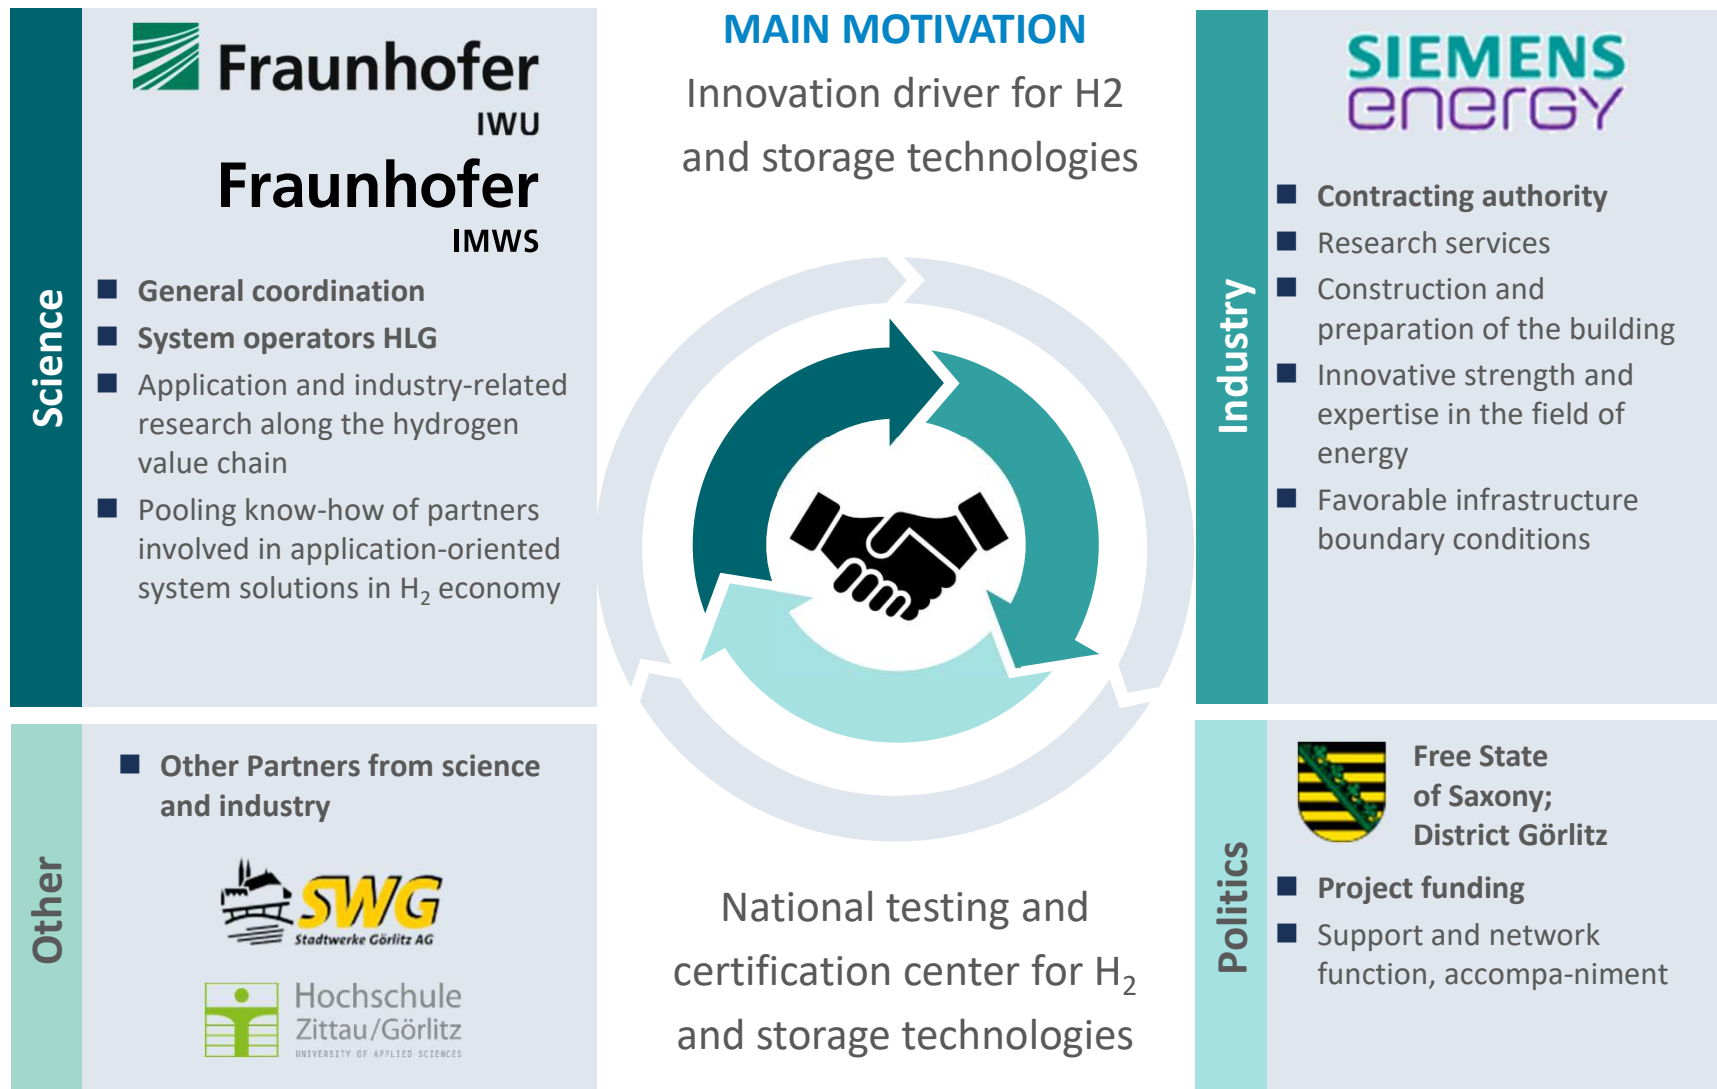 Science
Fraunhofer
IWU
Fraunhofer
IMWS
General coordination
System operators HLG
Application and industry-related
research along the hydrogen
value chain
Pooling know-how of partners
involved in application-oriented
system solutions in H₂ economy
MAIN MOTIVATION
Innovation driver for H2
and storage technologies
Industry
SIEMENS
energy
Contracting authority
Research services
Construction and
preparation of the building
Innovative strength and
expertise in the field of
energy
Favorable infrastructure
boundary conditions
Other
Other Partners from science
and industry
SWG
Stadtwerke Görlitz AG
Hochschule
Zittau/Görlitz
UNIVERSITY OF APPLIED SCIENCES
National testing and
certification center for H₂
and storage technologies
Politics
Free State
of Saxony;
District Görlitz
Project funding
Support and network
function, accompa-niment